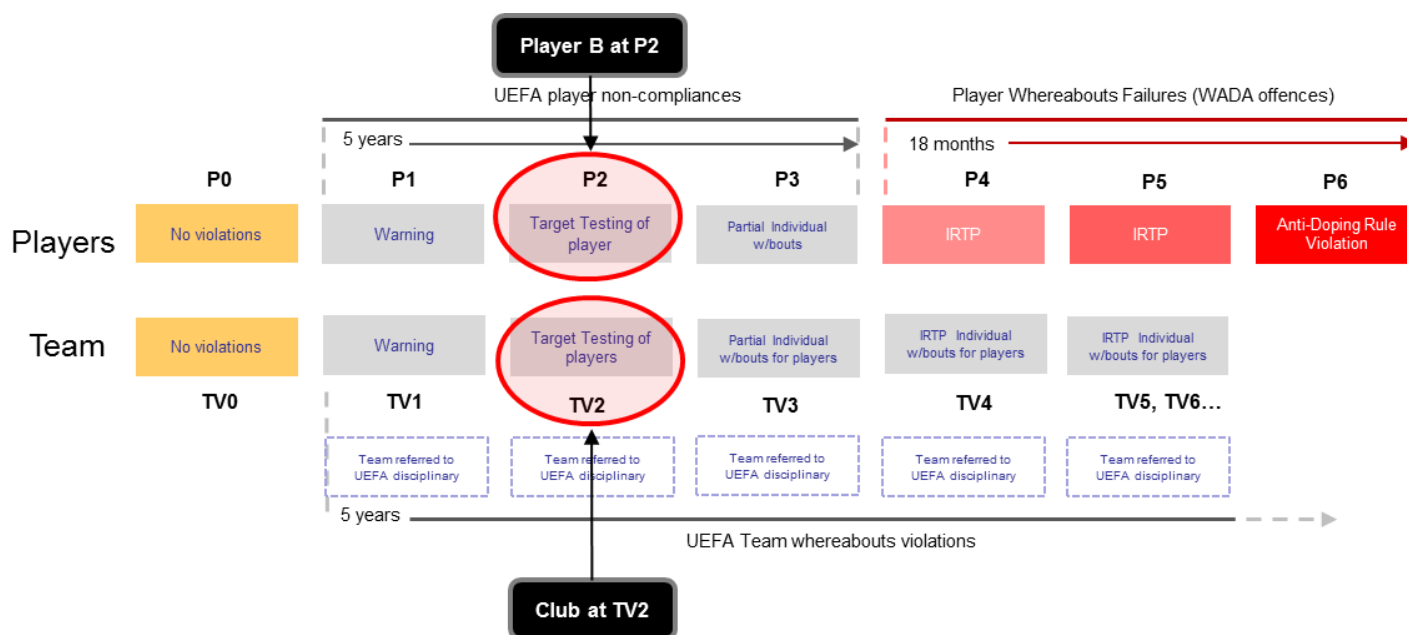 Player B at P2
UEFA player non-compliances
Player Whereabouts Failures (WADA offences)
5 years
18 months
P0
P1
P2
P3
P4
P5
P6
Players
No violations
Warning
Target Testing of
player
Partial Individual
w/bouts
IRTP
IRTP
Anti-Doping Rule
Violation
Team
No violations
Warning
Target Testing of
players
Partial Individual
w/bouts for players
IRTP Individual
w/bouts for players
IRTP Individual
w/bouts for players
TV0
TV1
TV2
TV3
TV4
TV5, TV6...
Team referred to
UEFA disciplinary
Team referred to
UEFA disciplinary
Team referred to
UEFA disciplinary
Team referred to
UEFA disciplinary
Team referred to
UEFA disciplinary
5 years
UEFA Team whereabouts violations
Club at TV2